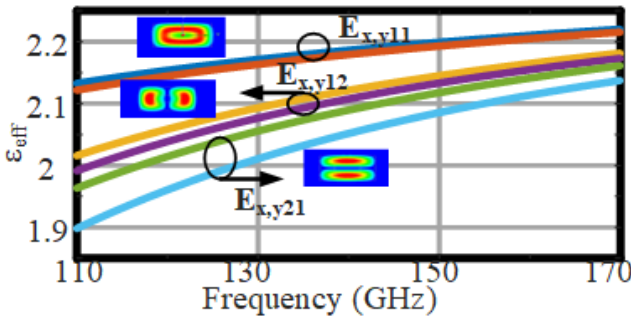 E_x,y11
2.2
E_x,y12
2.1
ε_eff
2
E_x,y21
1.9
110
130
150
170
Frequency (GHz)